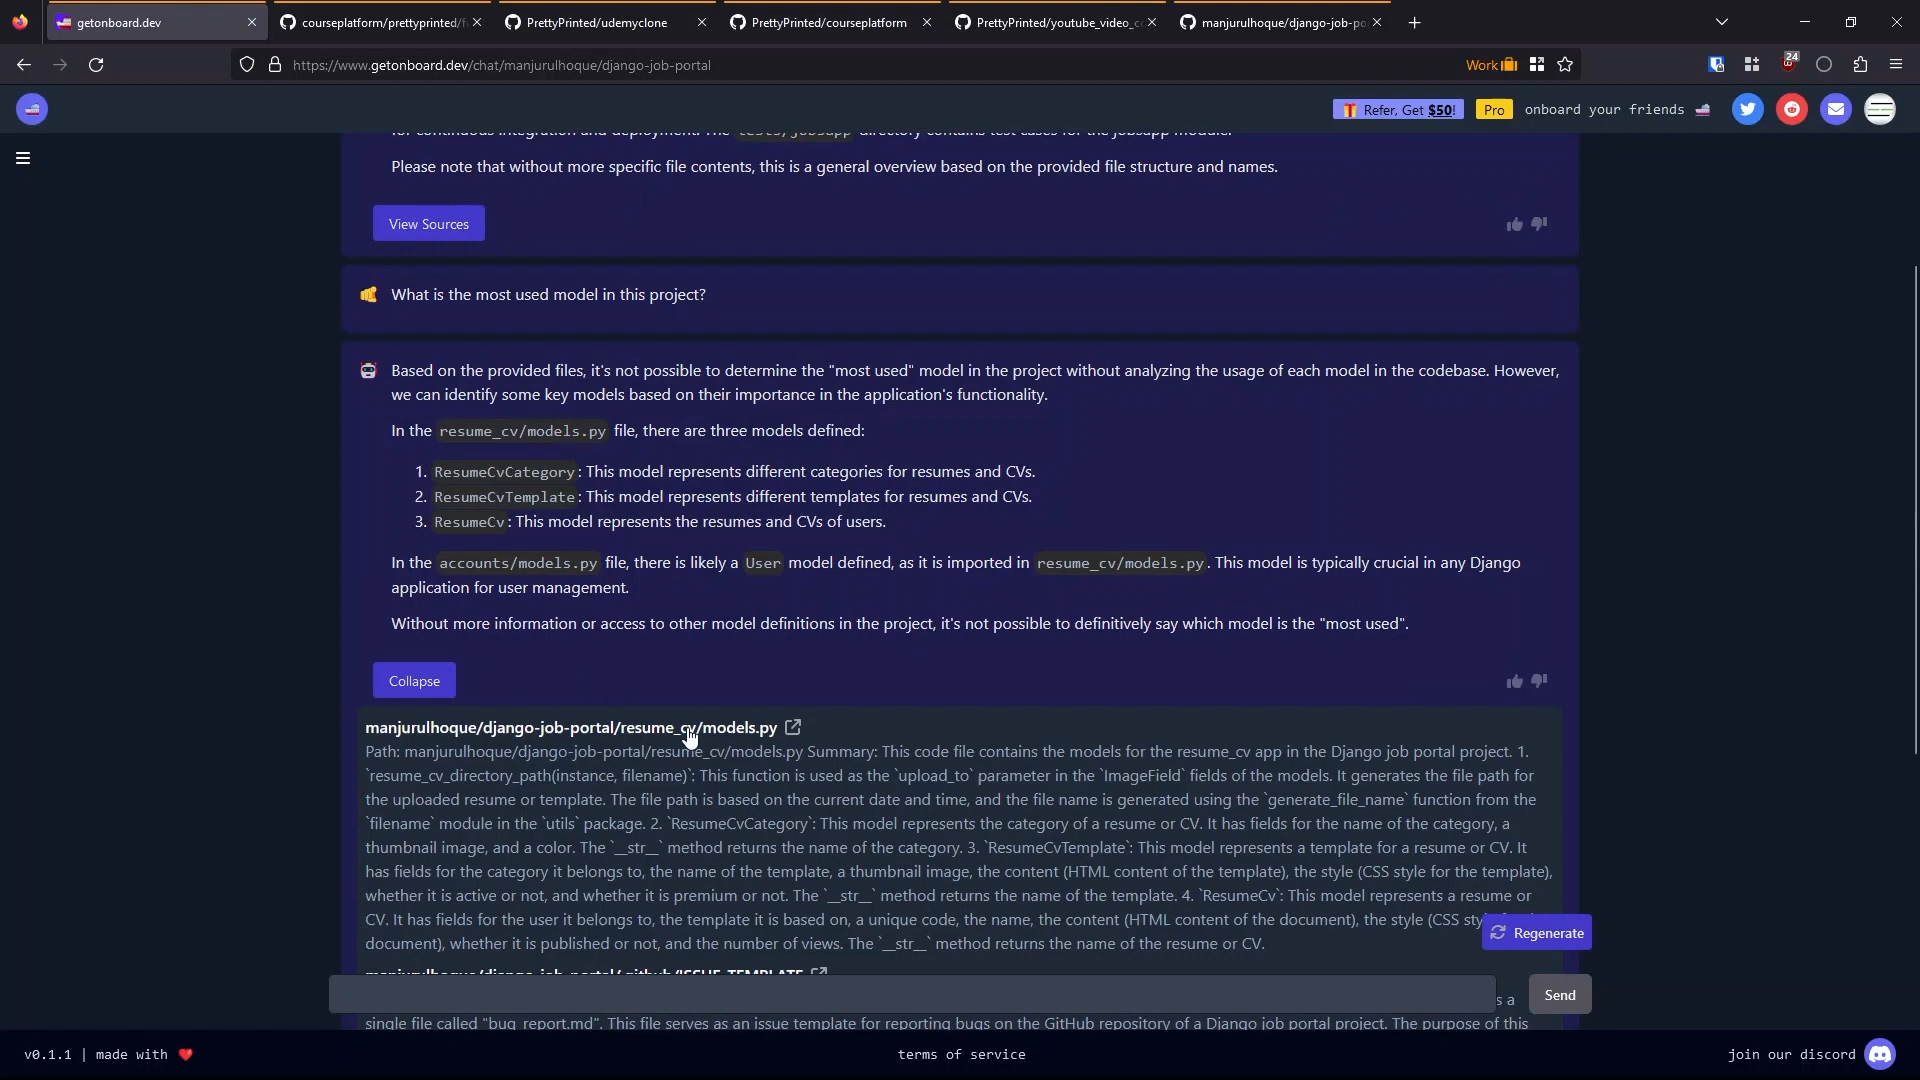 getonboard.dev
courseplatform/prettyprinted/f
PrettyPrinted/udemyclone
PrettyPrinted/courseplatform
PrettyPrinted/youtube_video_c
manjurulhoque/django-job-po
https://www.getonboard.dev/chat/manjurulhoque/django-job-portal
Work
24
Refer, Get $50!
Pro
onboard your friends
Please note that without more specific file contents, this is a general overview based on the provided file structure and names.
View Sources
What is the most used model in this project?
Based on the provided files, it's not possible to determine the "most used" model in the project without analyzing the usage of each model in the codebase. However,
we can identify some key models based on their importance in the application's functionality.
In the resume_cv/models.py file, there are three models defined:
1. ResumeCvCategory: This model represents different categories for resumes and CVs.
2. ResumeCvTemplate: This model represents different templates for resumes and CVs.
3. ResumeCv: This model represents the resumes and CVs of users.
In the accounts/models.py file, there is likely a User model defined, as it is imported in resume_cv/models.py. This model is typically crucial in any Django
application for user management.
Without more information or access to other model definitions in the project, it's not possible to definitively say which model is the "most used".
Collapse
manjurulhoque/django-job-portal/resume_cv/models.py
Path: manjurulhoque/django-job-portal/resume_cv/models.py Summary: This code file contains the models for the resume_cv app in the Django job portal project. 1.
`resume_cv_directory_path(instance, filename)`: This function is used as the `upload_to` parameter in the `ImageField` fields of the models. It generates the file path for
the uploaded resume or template. The file path is based on the current date and time, and the file name is generated using the `generate_file_name` function from the
`filename` module in the `utils` package. 2. `ResumeCvCategory`: This model represents the category of a resume or CV. It has fields for the name of the category, a
thumbnail image, and a color. The `__str__` method returns the name of the category. 3. `ResumeCvTemplate`: This model represents a template for a resume or CV. It
has fields for the category it belongs to, the name of the template, a thumbnail image, the content (HTML content of the template), the style (CSS style for the template),
whether it is active or not, and whether it is premium or not. The `__str__` method returns the name of the template. 4. `ResumeCv`: This model represents a resume or
CV. It has fields for the user it belongs to, the template it is based on, a unique code, the name, the content (HTML content of the document), the style (CSS
document), whether it is published or not, and the number of views. The `__str__` method returns the name of the resume or CV.
Regenerate
manjurulhoque/django-job-portal/.github/ISSUE_TEMPLATE
s a
Send
single file called "bug_report.md". This file serves as an issue template for reporting bugs on the GitHub repository of a Django job portal project. The purpose of this
v0.1.1 | made with
terms of service
join our discord